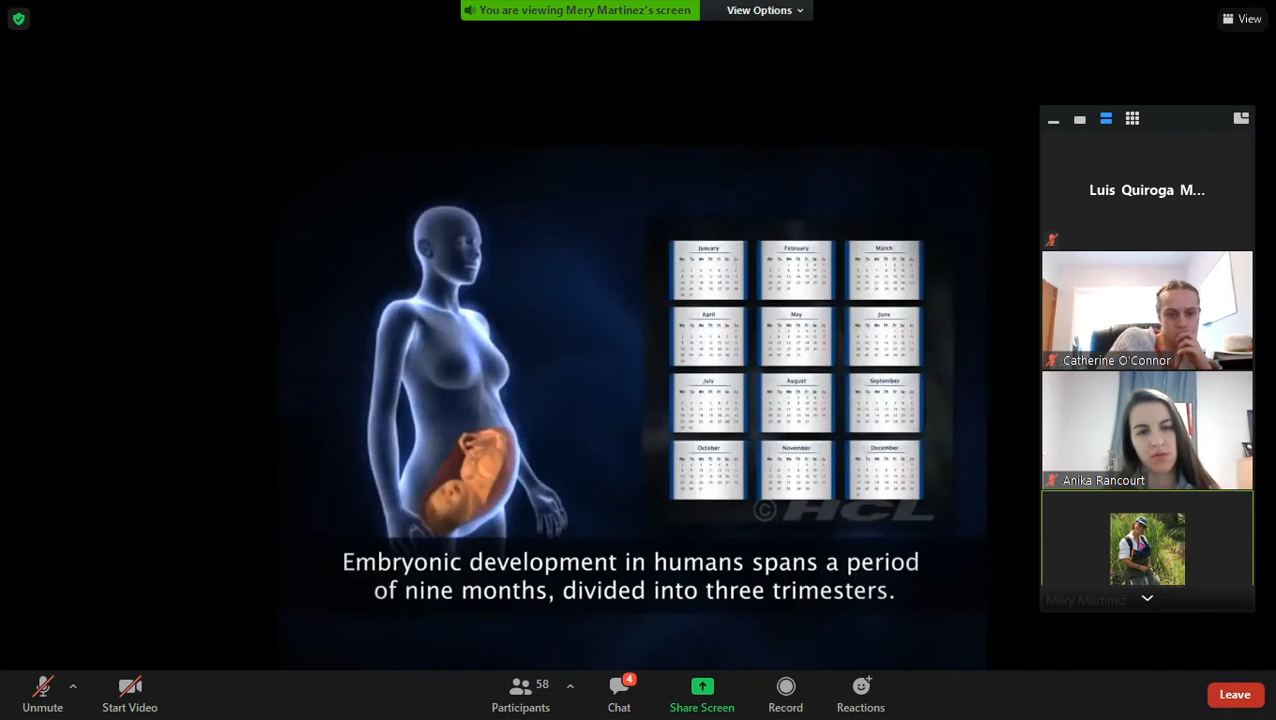 You are viewing Mery Martinez's screen
View Options
View
Luis Quiroga M...
January
February
March
April
May
June
July
August
September
October
November
December
© HCL
Catherine O'Connor
Anika Rancourt
Mery Martinez
Embryonic development in humans spans a period
of nine months, divided into three trimesters.
58
4
Unmute
Start Video
Participants
Chat
Share Screen
Record
Reactions
Leave